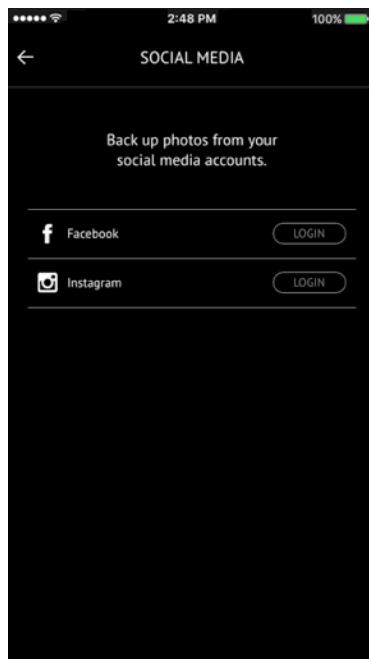 2:48 PM 100%
SOCIAL MEDIA
Back up photos from your
social media accounts.
Facebook LOGIN
Instagram LOGIN